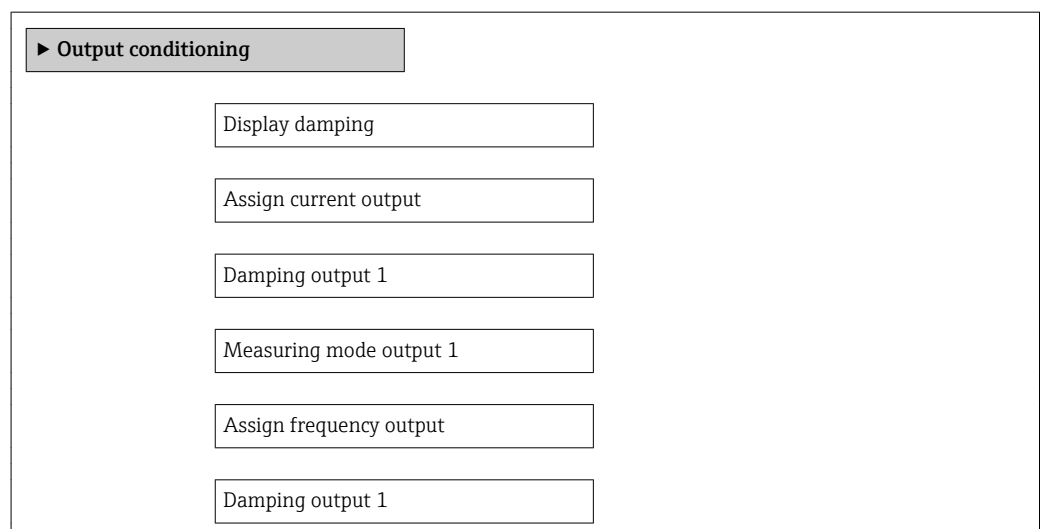 ▶ Output conditioning
Display damping
Assign current output
Damping output 1
Measuring mode output 1
Assign frequency output
Damping output 1